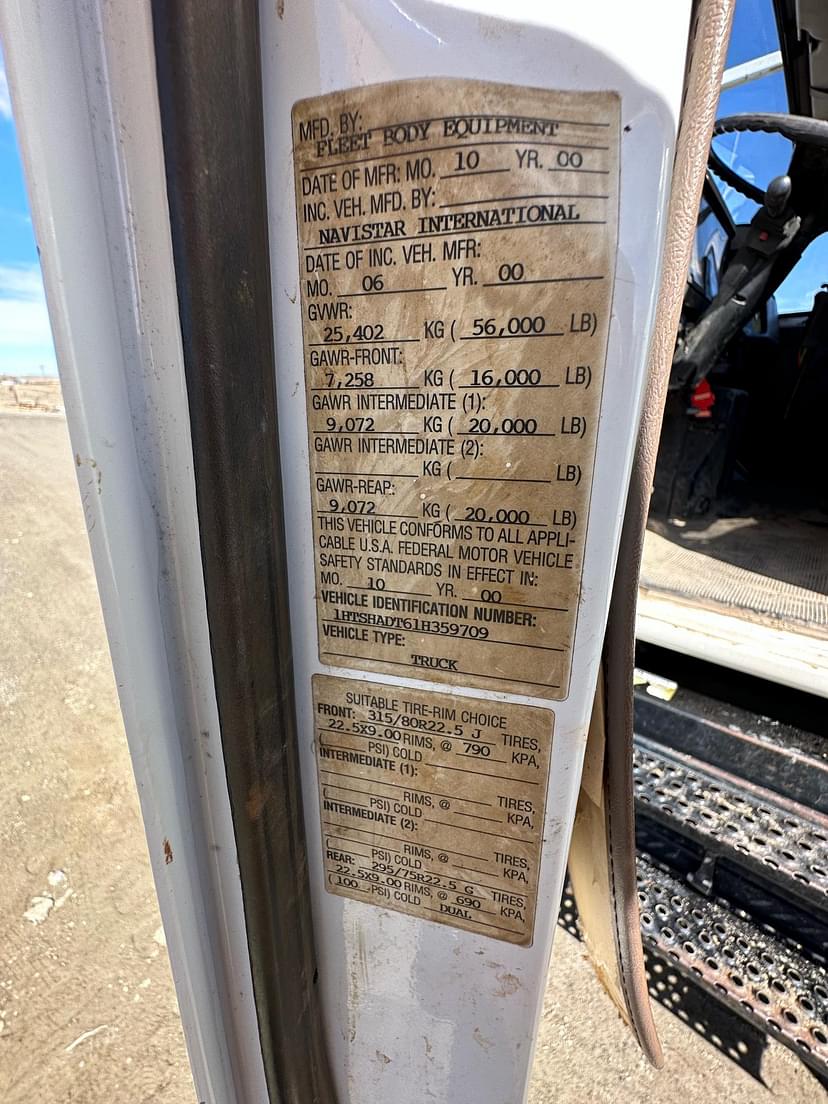 MFD. BY:
FLEET BODY EQUIPMENT
DATE OF MFR: MO. 10 YR. 00
INC. VEH. MFD. BY:
NAVISTAR INTERNATIONAL
DATE OF INC. VEH. MFR:
MO. 06 YR. 00
GVWR:
25,402 KG ( 56,000 LB)
GAWR-FRONT:
7,258 KG ( 16,000 LB)
GAWR INTERMEDIATE (1):
9,072 KG ( 20,000 LB)
GAWR INTERMEDIATE (2):
KG ( LB)
GAWR-REAR:
9,072 KG ( 20,000 LB)
THIS VEHICLE CONFORMS TO ALL APPLI-
CABLE U.S.A. FEDERAL MOTOR VEHICLE
SAFETY STANDARDS IN EFFECT IN:
MO. 10 YR. 00
VEHICLE IDENTIFICATION NUMBER:
1HTSHADT61H359709
VEHICLE TYPE:
TRUCK
SUITABLE TIRE-RIM CHOICE
FRONT: 315/80R22.5 J TIRES,
22.5X9.00 RIMS, @ 790 KPA,
( PSI) COLD
INTERMEDIATE (1):
TIRES,
( RIMS, @ KPA,
PSI) COLD
INTERMEDIATE (2):
TIRES,
( RIMS, @ KPA,
PSI) COLD
REAR: 295/75R22.5 G TIRES,
22.5X9.00 RIMS, @ 690 KPA,
(100 PSI) COLD DUAL